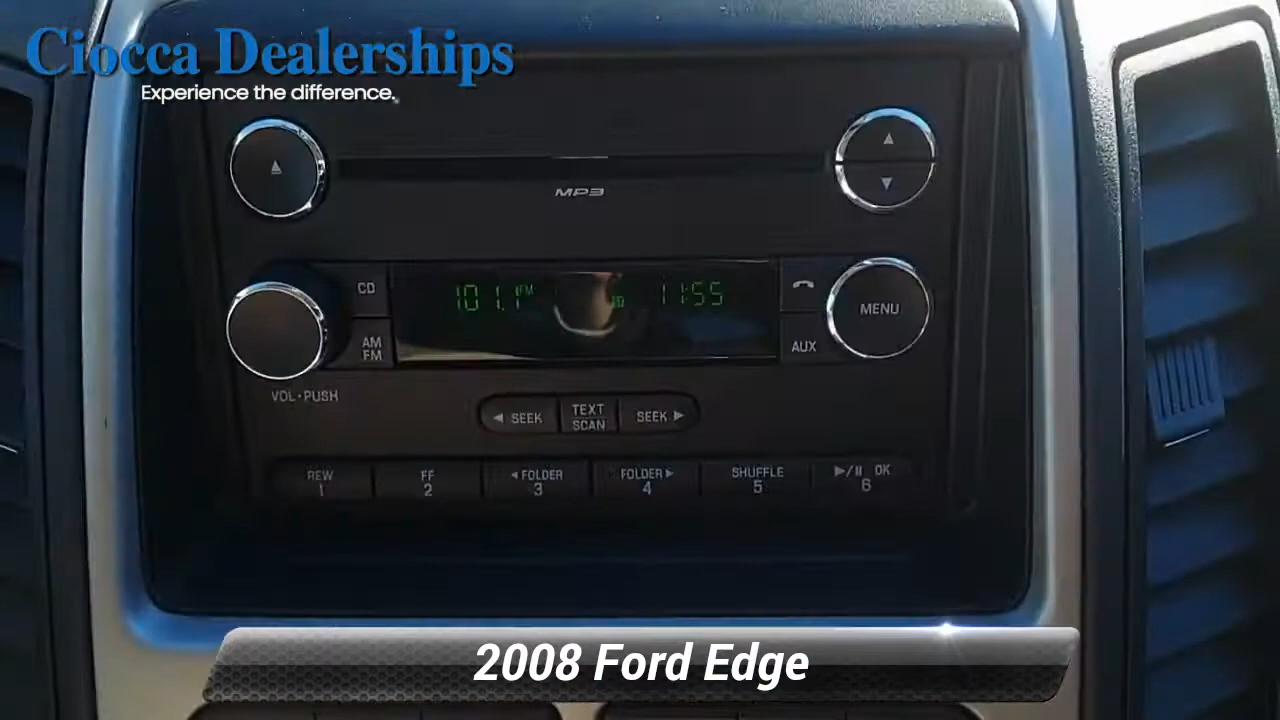 Ciocca Dealerships
Experience the difference.
MP3
CD
101.1 FM
11:55
MENU
AM
FM
AUX
VOL•PUSH
◄ SEEK
TEXT
SCAN
SEEK ►
REW
1
FF
2
◄ FOLDER
3
FOLDER ►
4
SHUFFLE
5
►/II OK
6
2008 Ford Edge